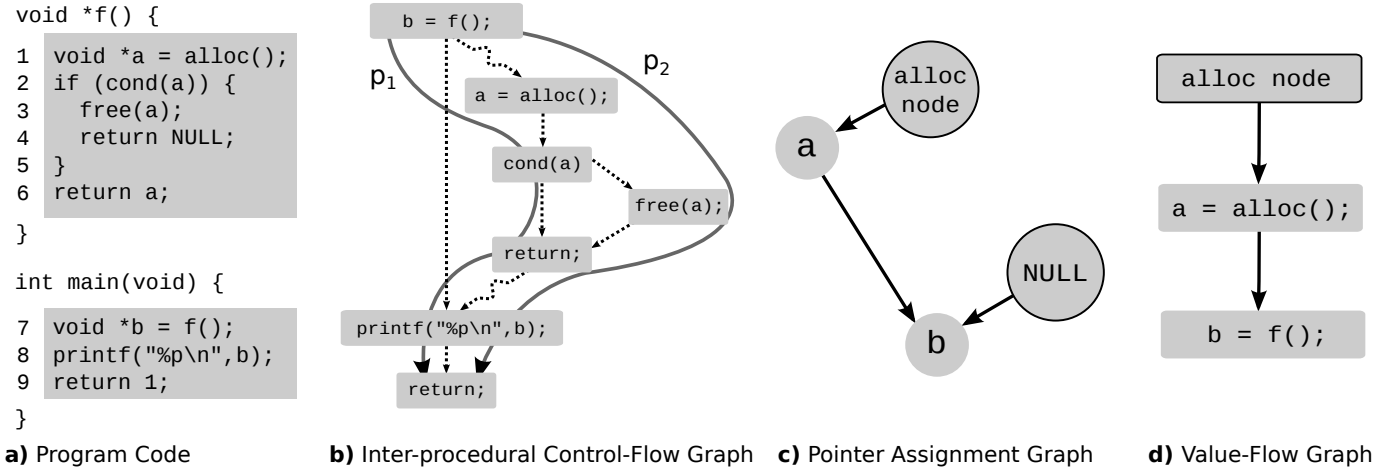 void *f() {
1 void *a = alloc();
2 if (cond(a)) {
3 free(a);
4 return NULL;
5 }
6 return a;
}
int main(void) {
7 void *b = f();
8 printf("%p\n",b);
9 return 1;
}
a) Program Code
b = f();
p1
p2
a = alloc();
cond(a)
free(a);
return;
printf("%p\n",b);
return;
b) Inter-procedural Control-Flow Graph
alloc
node
a
NULL
b
c) Pointer Assignment Graph
alloc node
a = alloc();
b = f();
d) Value-Flow Graph